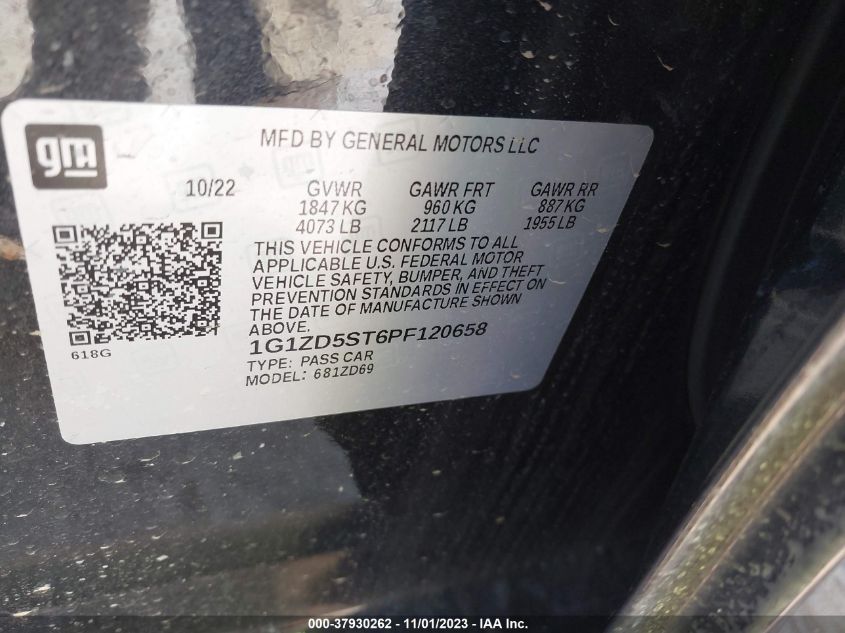 gm
MFD BY GENERAL MOTORS LLC
10/22 GVWR GAWR FRT GAWR RR
1847 KG 960 KG 887 KG
4073 LB 2117 LB 1955 LB
THIS VEHICLE CONFORMS TO ALL
APPLICABLE U.S. FEDERAL MOTOR
VEHICLE SAFETY, BUMPER, AND THEFT
PREVENTION STANDARDS IN EFFECT ON
THE DATE OF MANUFACTURE SHOWN
ABOVE.
618G
1G1ZD5ST6PF120658
TYPE: PASS CAR
MODEL: 681ZD69
000-37930262 - 11/01/2023 - IAA Inc.